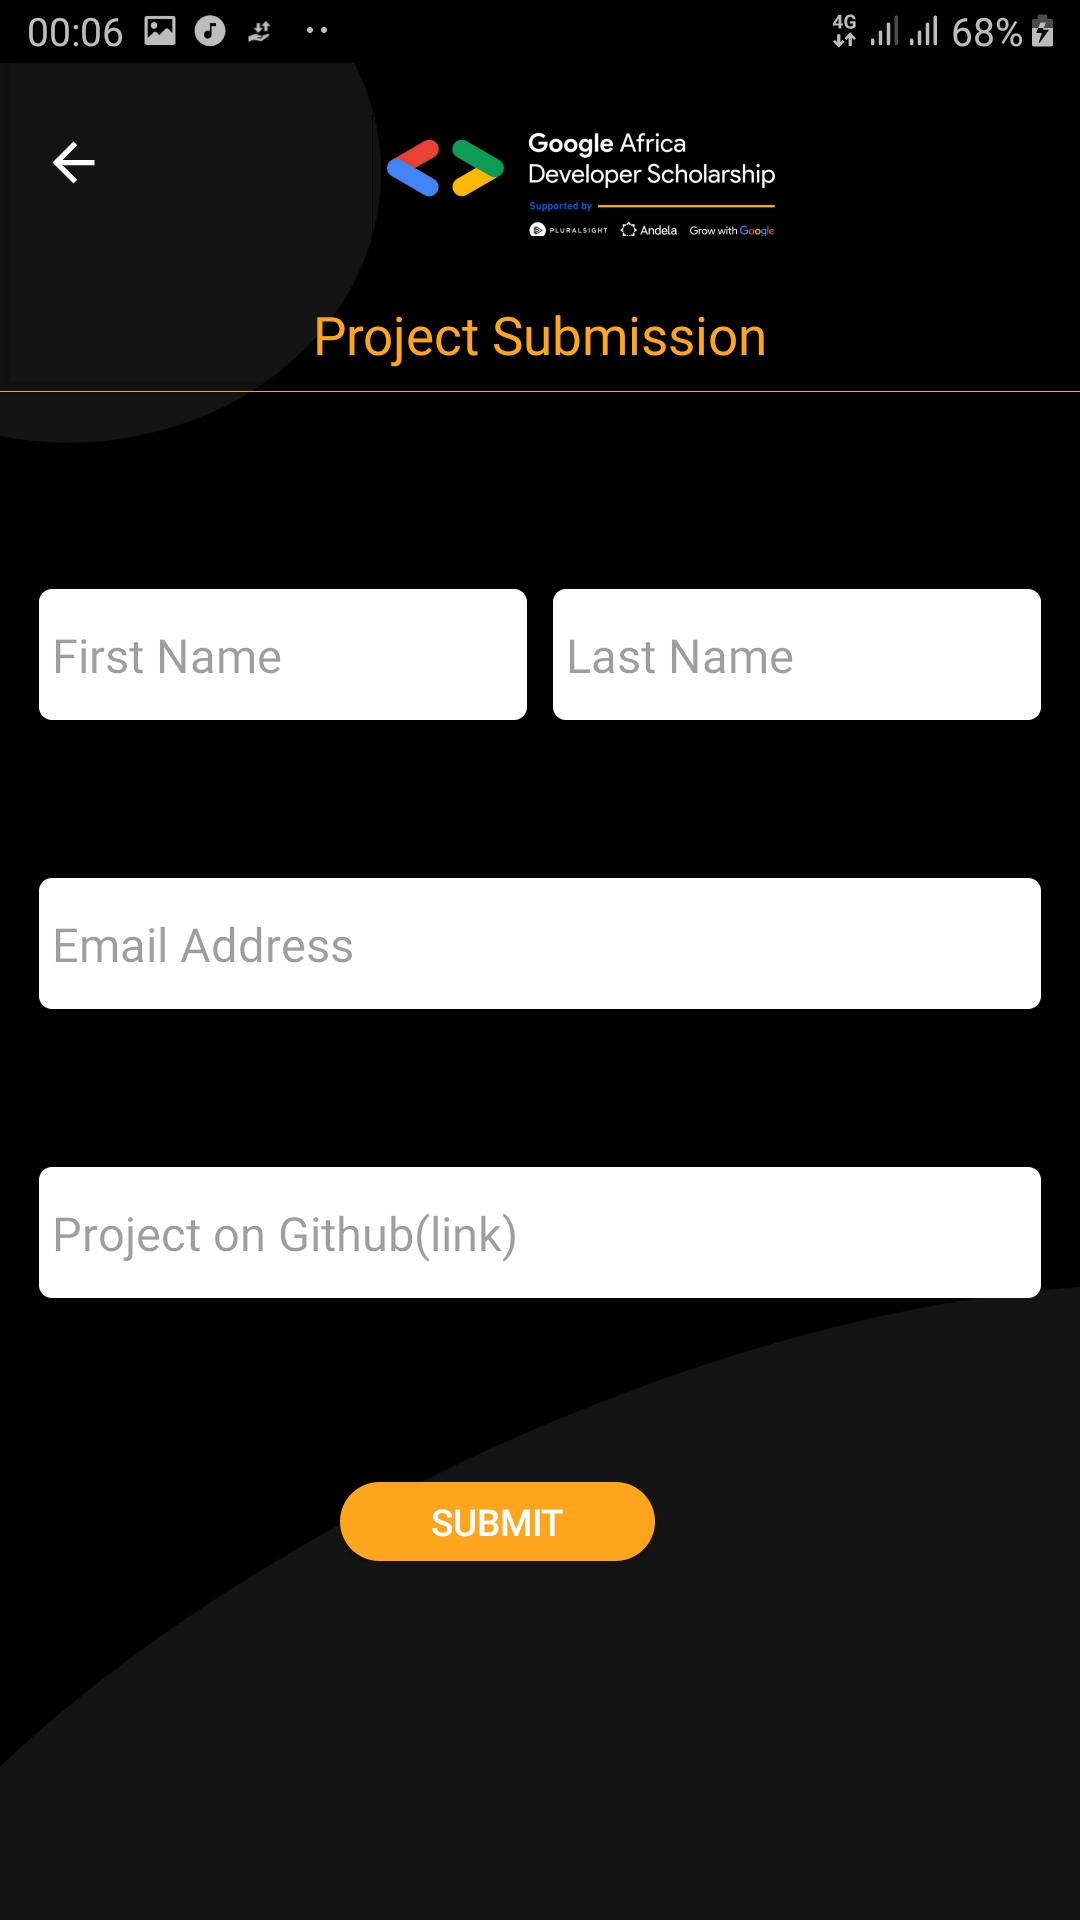 00:06 4G 68%
Google Africa
Developer Scholarship
Supported by
PLURALSIGHT Andela Grow with Google
Project Submission
First Name Last Name
Email Address
Project on Github(link)
SUBMIT